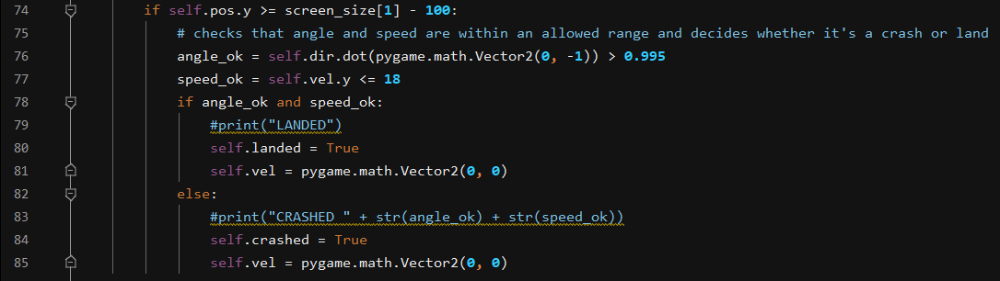 74 if self.pos.y >= screen_size[1] - 100:
75 # checks that angle and speed are within an allowed range and decides whether it's a crash or land
76 angle_ok = self.dir.dot(pygame.math.Vector2(0, -1)) > 0.995
77 speed_ok = self.vel.y <= 18
78 if angle_ok and speed_ok:
79 #print("LANDED")
80 self.landed = True
81 self.vel = pygame.math.Vector2(0, 0)
82 else:
83 #print("CRASHED " + str(angle_ok) + str(speed_ok))
84 self.crashed = True
85 self.vel = pygame.math.Vector2(0, 0)